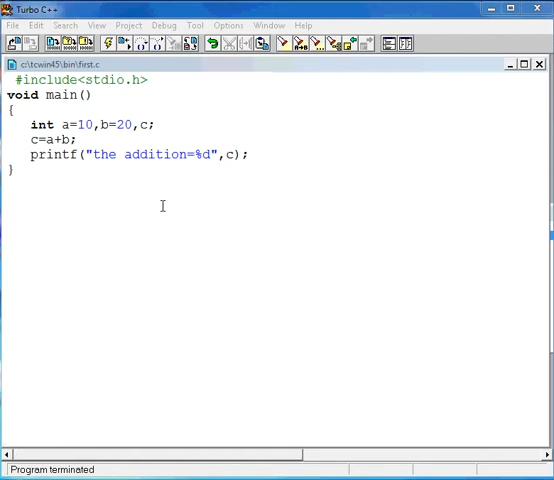 Turbo C++
File Edit Search View Project Debug Tool Options Window Help
c:\tcwin45\bin\first.c
#include<stdio.h>
void main()
{
int a=10,b=20,c;
c=a+b;
printf("the addition=%d",c);
}
Program terminated